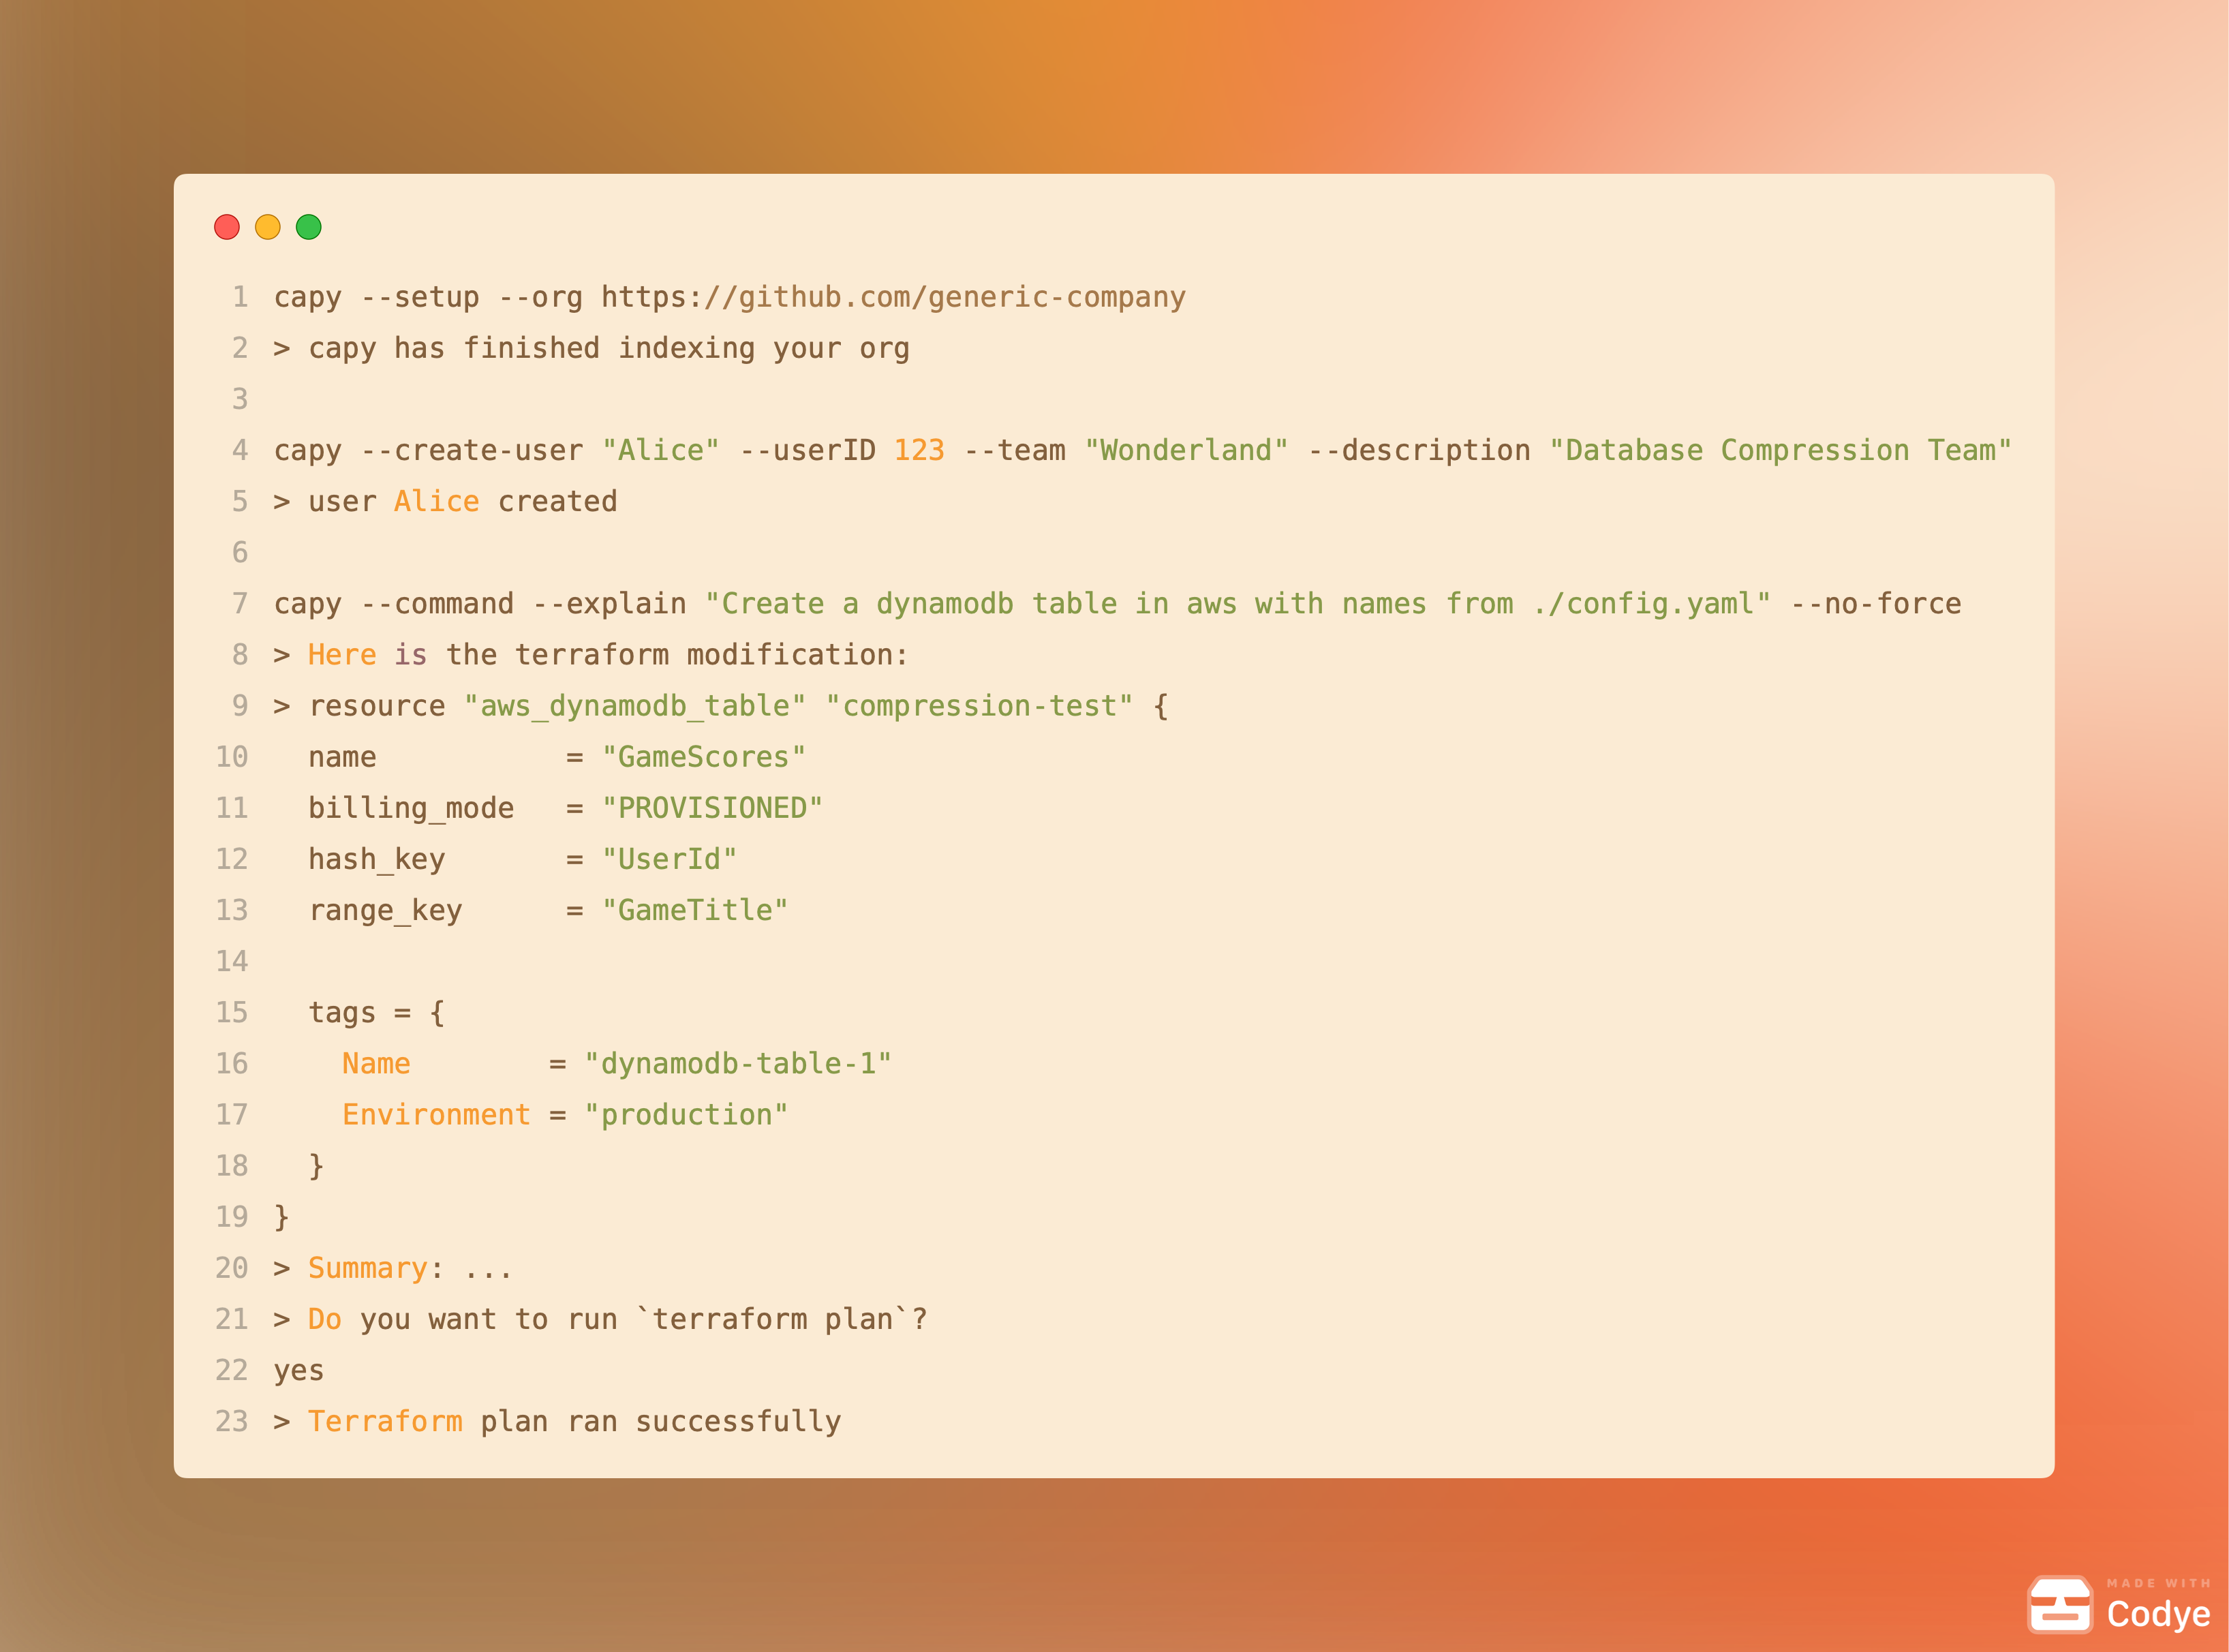 1 capy --setup --org https://github.com/generic-company
2 > capy has finished indexing your org
3
4 capy --create-user "Alice" --userID 123 --team "Wonderland" --description "Database Compression Team"
5 > user Alice created
6
7 capy --command --explain "Create a dynamodb table in aws with names from ./config.yaml" --no-force
8 > Here is the terraform modification:
9 > resource "aws_dynamodb_table" "compression-test" {
10   name           = "GameScores"
11   billing_mode   = "PROVISIONED"
12   hash_key       = "UserId"
13   range_key      = "GameTitle"
14
15   tags = {
16     Name        = "dynamodb-table-1"
17     Environment = "production"
18   }
19 }
20 > Summary: ...
21 > Do you want to run `terraform plan`?
22 yes
23 > Terraform plan ran successfully
MADE WITH
Codye